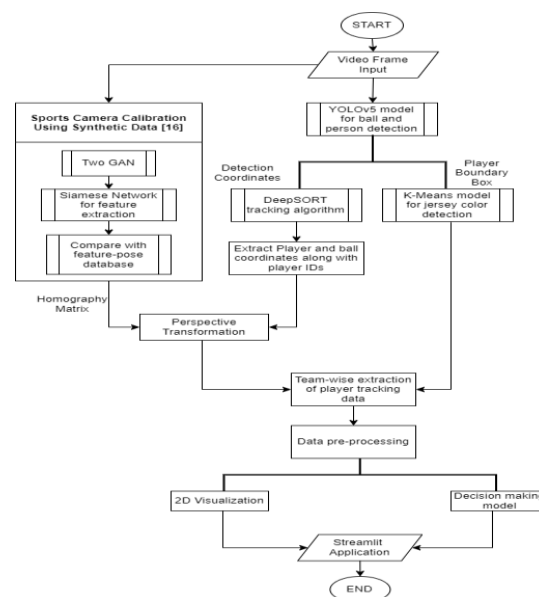 START
Video Frame
Input
Sports Camera Calibration
Using Synthetic Data [16]
Two GAN
Siamese Network
for feature extraction
Compare with
feature-pose
database
Homography
Matrix
YOLOv5 model
for ball and
person detection
Detection
Coordinates
Player
Boundary
Box
DeepSORT
tracking algorithm
K-Means model
for jersey color
detection
Extract Player and ball
coordinates along with
player IDs
Perspective
Transformation
Team-wise extraction
of player tracking
data
Data pre-processing
2D Visualization
Decision making
model
Streamlit
Application
END